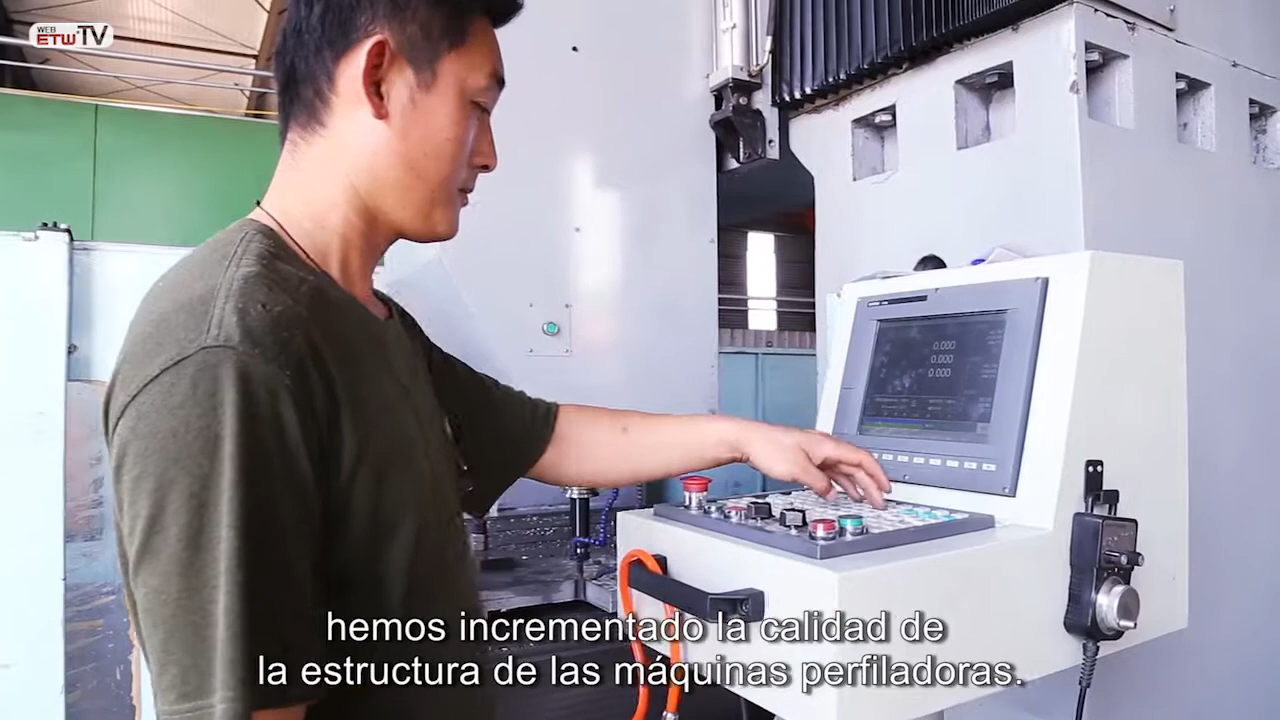 WEB
ETW TV
0.000
0.000
0.000
hemos incrementado la calidad de
la estructura de las máquinas perfiladoras.